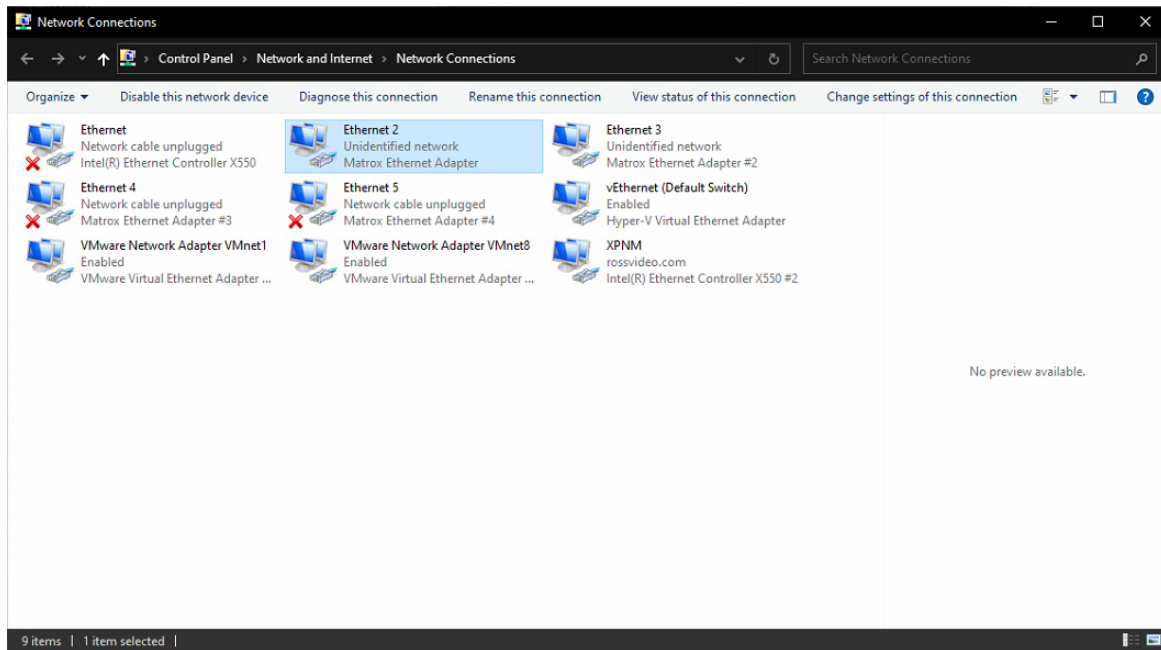 Network Connections
Control Panel > Network and Internet > Network Connections
Search Network Connections
Organize
Disable this network device
Diagnose this connection
Rename this connection
View status of this connection
Change settings of this connection
Ethernet
Network cable unplugged
Intel(R) Ethernet Controller X550
Ethernet 2
Unidentified network
Matrox Ethernet Adapter
Ethernet 3
Unidentified network
Matrox Ethernet Adapter #2
Ethernet 4
Network cable unplugged
Matrox Ethernet Adapter #3
Ethernet 5
Network cable unplugged
Matrox Ethernet Adapter #4
vEthernet (Default Switch)
Enabled
Hyper-V Virtual Ethernet Adapter
VMware Network Adapter VMnet1
Enabled
VMware Virtual Ethernet Adapter ...
VMware Network Adapter VMnet8
Enabled
VMware Virtual Ethernet Adapter ...
XPNM
rossvideo.com
Intel(R) Ethernet Controller X550 #2
No preview available.
9 items
1 item selected